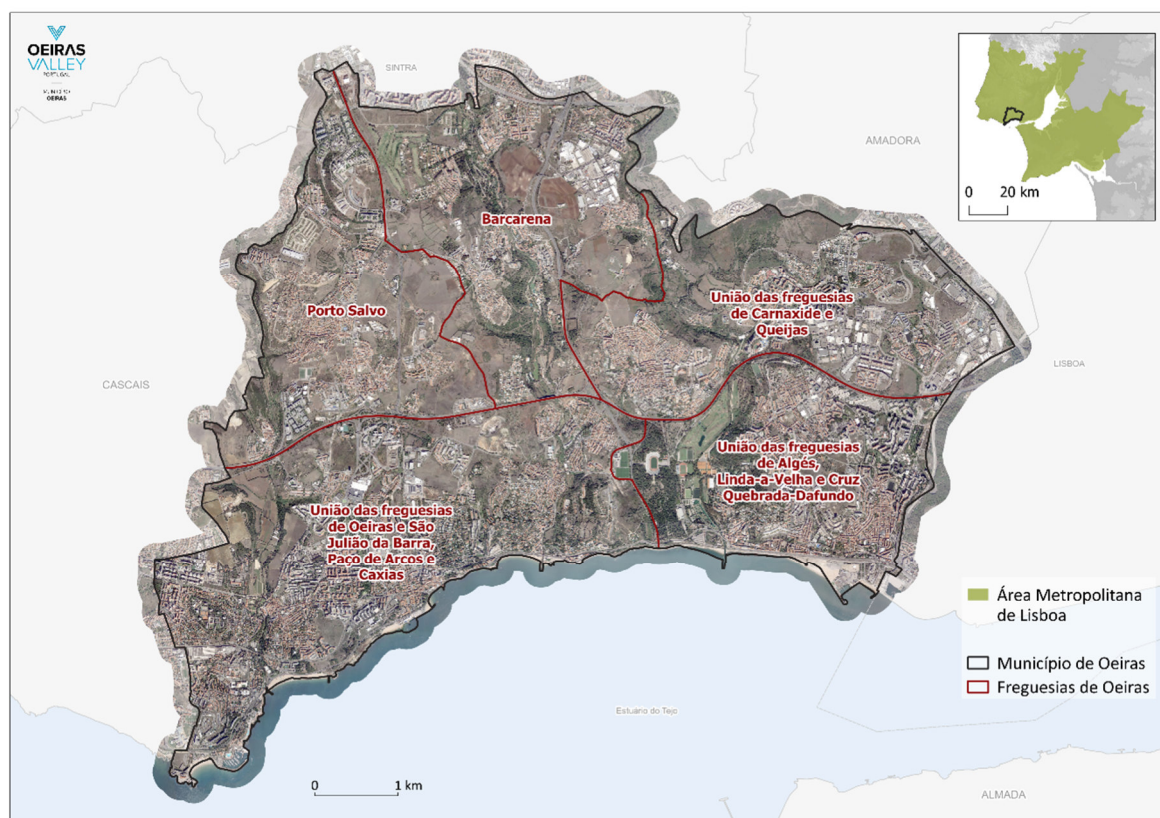 OEIRAS
VALLEY
PORTUGAL
MUNICÍPIO
OEIRAS
SINTRA
AMADORA
0 20 km
Barcarena
União das freguesias
de Carnaxide e
Queijas
Porto Salvo
CASCAIS
LISBOA
União das freguesias
de Algés,
Linda-a-Velha e Cruz
Quebrada-Dafundo
União das freguesias
de Oeiras e São
Julião da Barra,
Paço de Arcos e
Caxias
Área Metropolitana
de Lisboa
Município de Oeiras
Freguesias de Oeiras
Estuário do Tejo
0 1 km
ALMADA